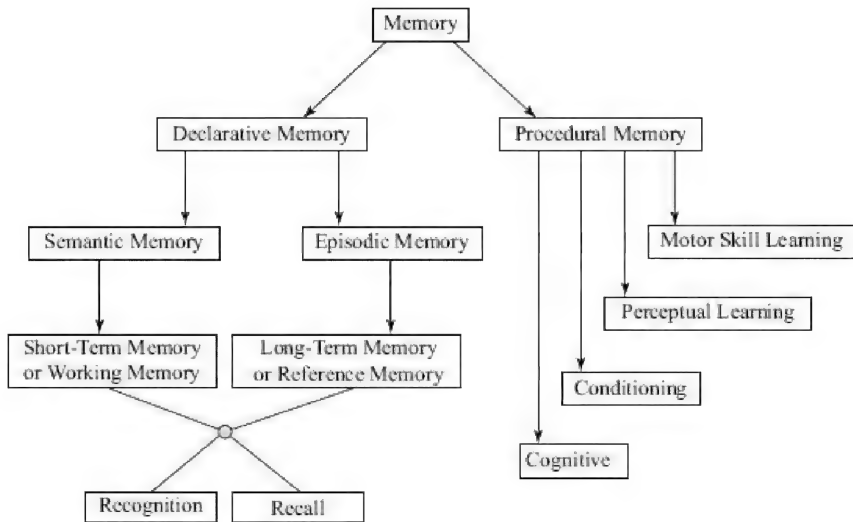 Memory
Declarative Memory
Procedural Memory
Semantic Memory
Episodic Memory
Motor Skill Learning
Perceptual Learning
Short-Term Memory
or Working Memory
Long-Term Memory
or Reference Memory
Conditioning
Cognitive
Recognition
Recall